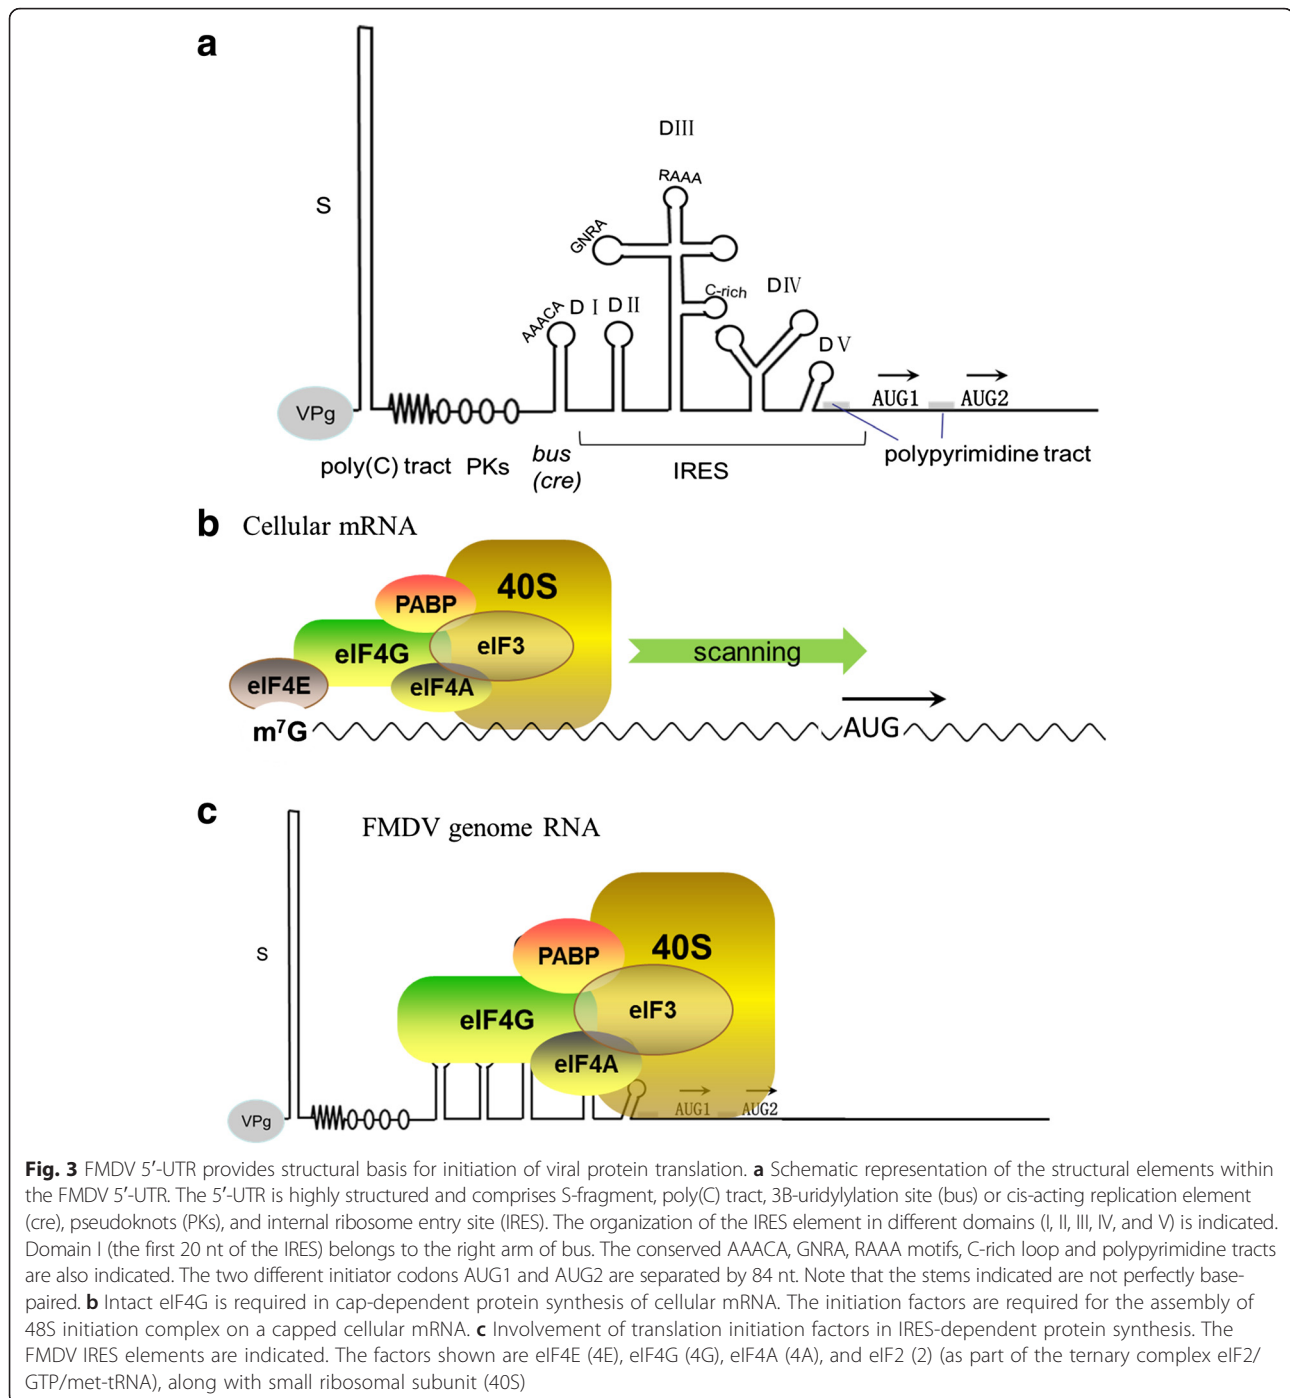 a
DIII
RAAA
S
GNRA
C-rich
DIV
AAACA
D I
D II
D V
VPg
AUG1
AUG2
poly(C) tract
PKs
bus
(cre)
IRES
polypyrimidine tract
b
Cellular mRNA
40S
PABP
eIF4G
eIF3
scanning
eIF4E
eIF4A
m⁷G
AUG
c
FMDV genome RNA
S
PABP
40S
eIF4G
eIF3
eIF4A
VPg
AUG1
AUG2
Fig. 3 FMDV 5′-UTR provides structural basis for initiation of viral protein translation. a Schematic representation of the structural elements within
the FMDV 5′-UTR. The 5′-UTR is highly structured and comprises S-fragment, poly(C) tract, 3B-uridylylation site (bus) or cis-acting replication element
(cre), pseudoknots (PKs), and internal ribosome entry site (IRES). The organization of the IRES element in different domains (I, II, III, IV, and V) is indicated.
Domain I (the first 20 nt of the IRES) belongs to the right arm of bus. The conserved AAACA, GNRA, RAAA motifs, C-rich loop and polypyrimidine tracts
are also indicated. The two different initiator codons AUG1 and AUG2 are separated by 84 nt. Note that the stems indicated are not perfectly base-
paired. b Intact eIF4G is required in cap-dependent protein synthesis of cellular mRNA. The initiation factors are required for the assembly of
48S initiation complex on a capped cellular mRNA. c Involvement of translation initiation factors in IRES-dependent protein synthesis. The
FMDV IRES elements are indicated. The factors shown are eIF4E (4E), eIF4G (4G), eIF4A (4A), and eIF2 (2) (as part of the ternary complex eIF2/
GTP/met-tRNA), along with small ribosomal subunit (40S)